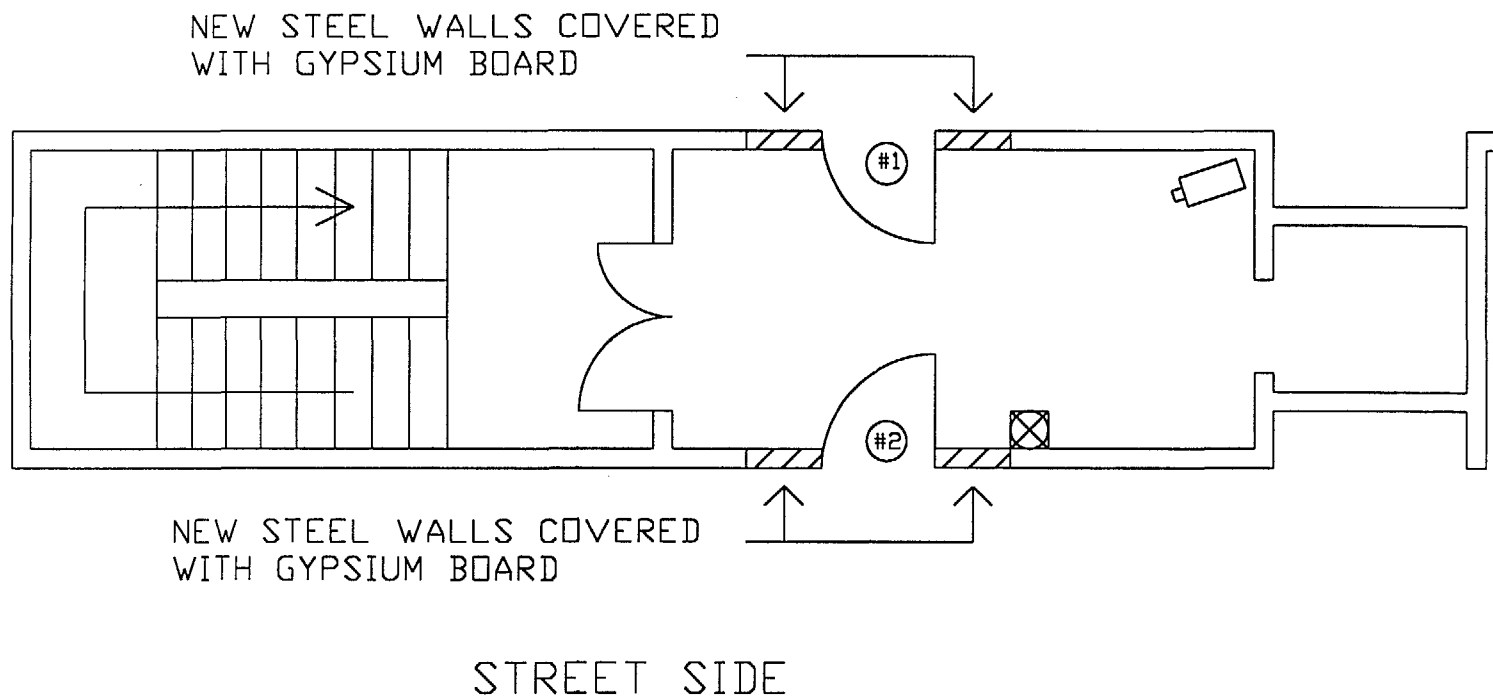 NEW STEEL WALLS COVERED
WITH GYPSIUM BOARD
#1
#2
NEW STEEL WALLS COVERED
WITH GYPSIUM BOARD
STREET SIDE